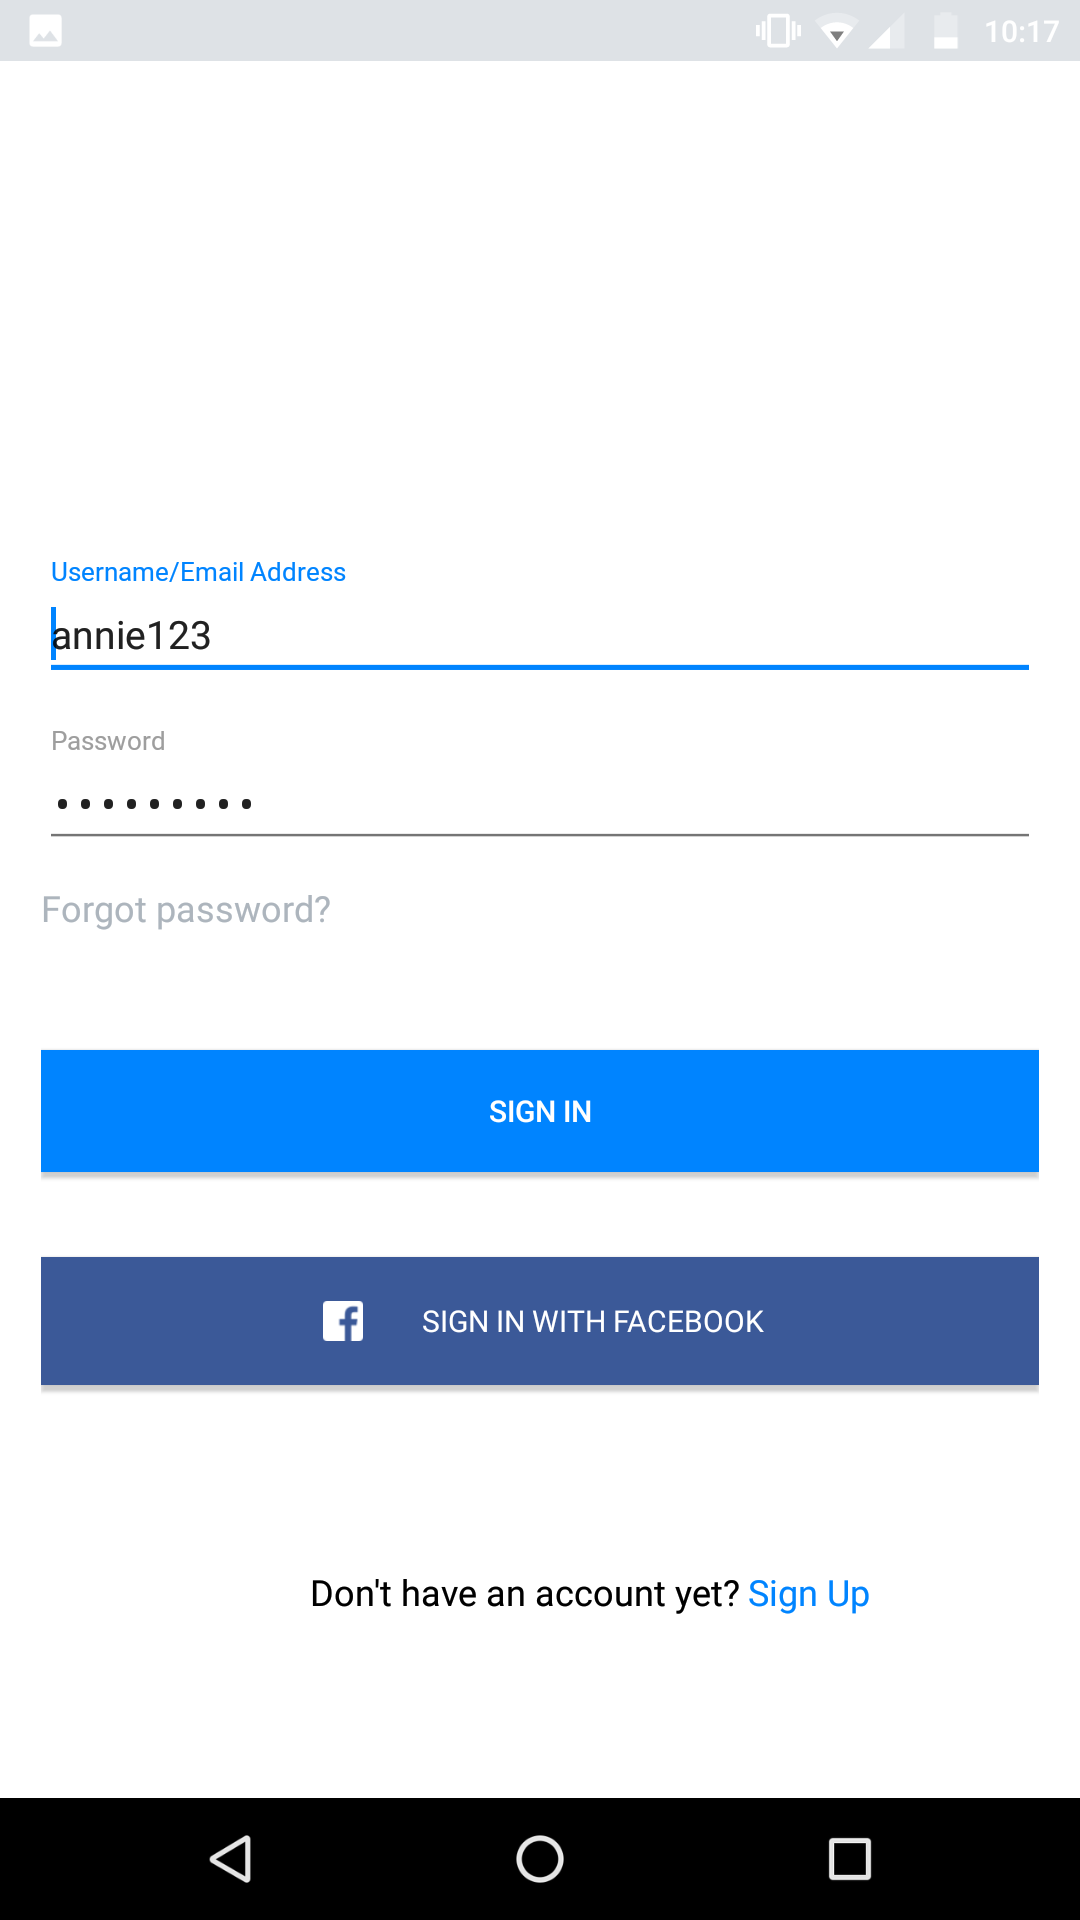 10:17
Username/Email Address
annie123
Password
•••••••••
Forgot password?
SIGN IN
SIGN IN WITH FACEBOOK
Don't have an account yet? Sign Up